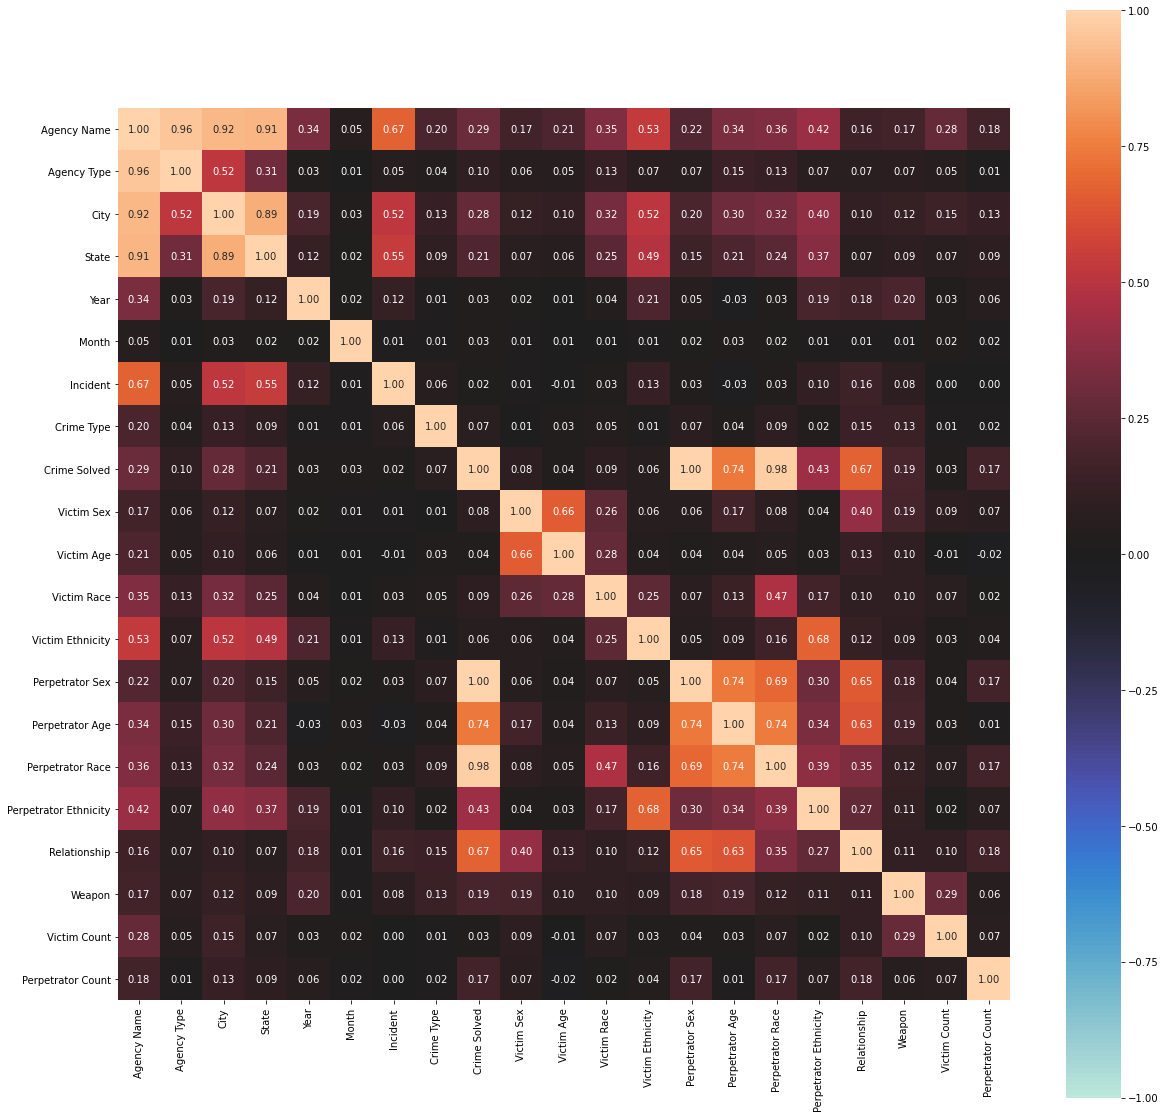 Agency Name 1.00 0.96 0.92 0.91 0.34 0.05 0.67 0.20 0.29 0.17 0.21 0.35 0.53 0.22 0.34 0.36 0.42 0.16 0.17 0.28 0.18
Agency Type 0.96 1.00 0.52 0.31 0.03 0.01 0.05 0.04 0.10 0.06 0.05 0.13 0.07 0.07 0.15 0.13 0.07 0.07 0.07 0.05 0.01
City 0.92 0.52 1.00 0.89 0.19 0.03 0.52 0.13 0.28 0.12 0.10 0.32 0.52 0.20 0.30 0.32 0.40 0.10 0.12 0.15 0.13
State 0.91 0.31 0.89 1.00 0.12 0.02 0.55 0.09 0.21 0.07 0.06 0.25 0.49 0.15 0.21 0.24 0.37 0.07 0.09 0.07 0.09
Year 0.34 0.03 0.19 0.12 1.00 0.02 0.12 0.01 0.03 0.02 0.01 0.04 0.21 0.05 -0.03 0.03 0.19 0.18 0.20 0.03 0.06
Month 0.05 0.01 0.03 0.02 0.02 1.00 0.01 0.01 0.03 0.01 0.01 0.01 0.01 0.02 0.03 0.02 0.01 0.01 0.01 0.02 0.02
Incident 0.67 0.05 0.52 0.55 0.12 0.01 1.00 0.06 0.02 0.01 -0.01 0.03 0.13 0.03 -0.03 0.03 0.10 0.16 0.08 0.00 0.00
Crime Type 0.20 0.04 0.13 0.09 0.01 0.01 0.06 1.00 0.07 0.01 0.03 0.05 0.01 0.07 0.04 0.09 0.02 0.15 0.13 0.01 0.02
Crime Solved 0.29 0.10 0.28 0.21 0.03 0.03 0.02 0.07 1.00 0.08 0.04 0.09 0.06 1.00 0.74 0.98 0.43 0.67 0.19 0.03 0.17
Victim Sex 0.17 0.06 0.12 0.07 0.02 0.01 0.01 0.01 0.08 1.00 0.66 0.26 0.06 0.06 0.17 0.08 0.04 0.40 0.19 0.09 0.07
Victim Age 0.21 0.05 0.10 0.06 0.01 0.01 -0.01 0.03 0.04 0.66 1.00 0.28 0.04 0.04 0.04 0.05 0.03 0.13 0.10 -0.01 -0.02
Victim Race 0.35 0.13 0.32 0.25 0.04 0.01 0.03 0.05 0.09 0.26 0.28 1.00 0.25 0.07 0.13 0.47 0.17 0.10 0.10 0.07 0.02
Victim Ethnicity 0.53 0.07 0.52 0.49 0.21 0.01 0.13 0.01 0.06 0.06 0.04 0.25 1.00 0.05 0.09 0.16 0.68 0.12 0.09 0.03 0.04
Perpetrator Sex 0.22 0.07 0.20 0.15 0.05 0.02 0.03 0.07 1.00 0.06 0.04 0.07 0.05 1.00 0.74 0.69 0.30 0.65 0.18 0.04 0.17
Perpetrator Age 0.34 0.15 0.30 0.21 -0.03 0.03 -0.03 0.04 0.74 0.17 0.04 0.13 0.09 0.74 1.00 0.74 0.34 0.63 0.19 0.03 0.01
Perpetrator Race 0.36 0.13 0.32 0.24 0.03 0.02 0.03 0.09 0.98 0.08 0.05 0.47 0.16 0.69 0.74 1.00 0.39 0.35 0.12 0.07 0.17
Perpetrator Ethnicity 0.42 0.07 0.40 0.37 0.19 0.01 0.10 0.02 0.43 0.04 0.03 0.17 0.68 0.30 0.34 0.39 1.00 0.27 0.11 0.02 0.07
Relationship 0.16 0.07 0.10 0.07 0.18 0.01 0.16 0.15 0.67 0.40 0.13 0.10 0.12 0.65 0.63 0.35 0.27 1.00 0.11 0.10 0.18
Weapon 0.17 0.07 0.12 0.09 0.20 0.01 0.08 0.13 0.19 0.19 0.10 0.10 0.09 0.18 0.19 0.12 0.11 0.11 1.00 0.29 0.06
Victim Count 0.28 0.05 0.15 0.07 0.03 0.02 0.00 0.01 0.03 0.09 -0.01 0.07 0.03 0.04 0.03 0.07 0.02 0.10 0.29 1.00 0.07
Perpetrator Count 0.18 0.01 0.13 0.09 0.06 0.02 0.00 0.02 0.17 0.07 -0.02 0.02 0.04 0.17 0.01 0.17 0.07 0.18 0.06 0.07 1.00
Agency Name
Agency Type
City
State
Year
Month
Incident
Crime Type
Crime Solved
Victim Sex
Victim Age
Victim Race
Victim Ethnicity
Perpetrator Sex
Perpetrator Age
Perpetrator Race
Perpetrator Ethnicity
Relationship
Weapon
Victim Count
Perpetrator Count
1.00
0.75
0.50
0.25
0.00
−0.25
−0.50
−0.75
−1.00